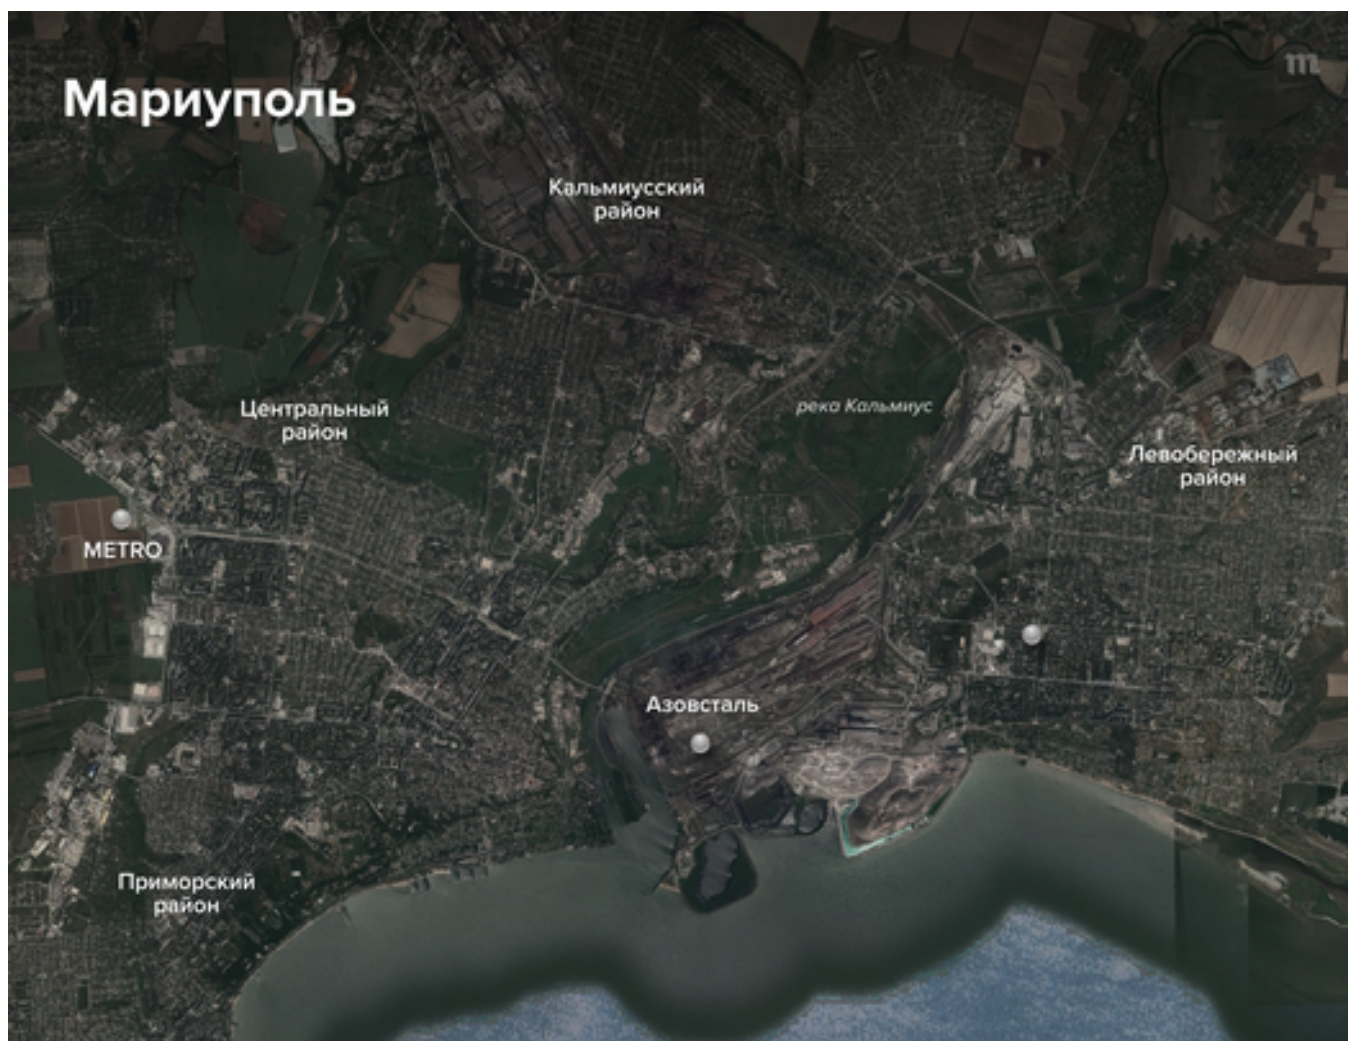 m
Мариуполь
Кальмиусский
район
Центральный
район
река Кальмиус
Левобережный
район
METRO
Азовсталь
Приморский
район